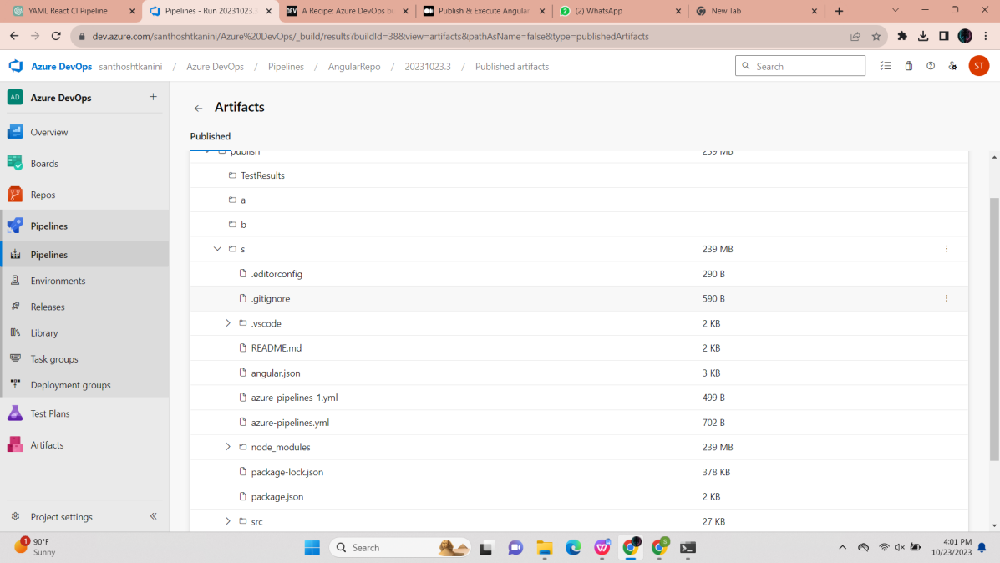 YAML React CI Pipeline
Pipelines - Run 20231023.3
DEV A Recipe: Azure DevOps bu
Publish & Execute Angular
2 (2) WhatsApp
New Tab
dev.azure.com/santhoshtkanini/Azure%20DevOps/_build/results?buildId=38&view=artifacts&pathAsName=false&type=publishedArtifacts
Azure DevOps santhoshtkanini / Azure DevOps / Pipelines / AngularRepo / 20231023.3 / Published artifacts
Search
ST
AD Azure DevOps
Overview
Boards
Repos
Pipelines
Pipelines
Environments
Releases
Library
Task groups
Deployment groups
Test Plans
Artifacts
Project settings
Artifacts
Published
publish 239 MB
TestResults
a
b
s 239 MB
.editorconfig 290 B
.gitignore 590 B
.vscode 2 KB
README.md 2 KB
angular.json 3 KB
azure-pipelines-1.yml 499 B
azure-pipelines.yml 702 B
node_modules 239 MB
package-lock.json 378 KB
package.json 2 KB
src 27 KB
1 90°F
Sunny
Search
S
4:01 PM
10/23/2023